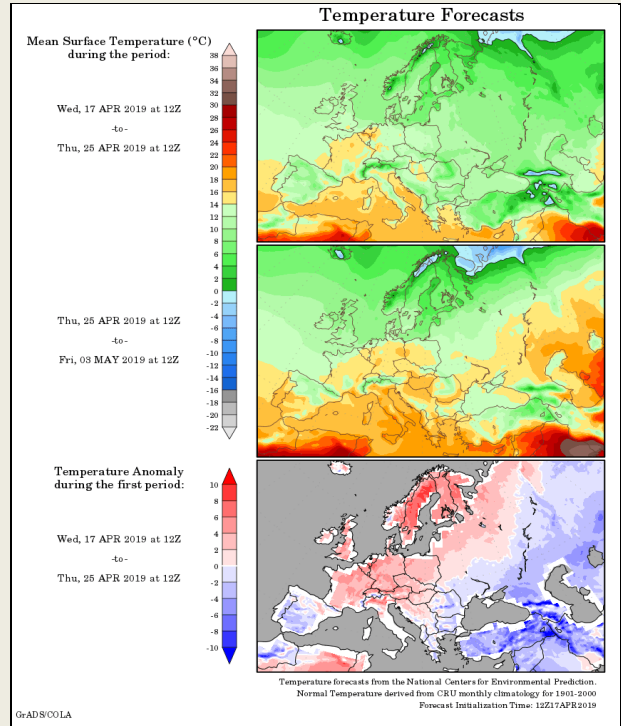 Temperature Forecasts
Mean Surface Temperature (°C)
during the period:
Wed, 17 APR 2019 at 12Z
-to-
Thu, 25 APR 2019 at 12Z
Thu, 25 APR 2019 at 12Z
-to-
Fri, 03 MAY 2019 at 12Z
38
36
34
32
30
28
26
24
22
20
18
16
14
12
10
8
6
4
2
0
-2
-4
-6
-8
-10
-12
-14
-16
-18
-20
-22
Temperature Anomaly
during the first period:
Wed, 17 APR 2019 at 12Z
-to-
Thu, 25 APR 2019 at 12Z
10
8
6
4
2
0
-2
-4
-6
-8
-10
Temperature forecasts from the National Centers for Environmental Prediction.
Normal Temperature derived from CRU monthly climatology for 1901-2000
Forecast Initialization Time: 12Z17APR2019
GrADS/COLA